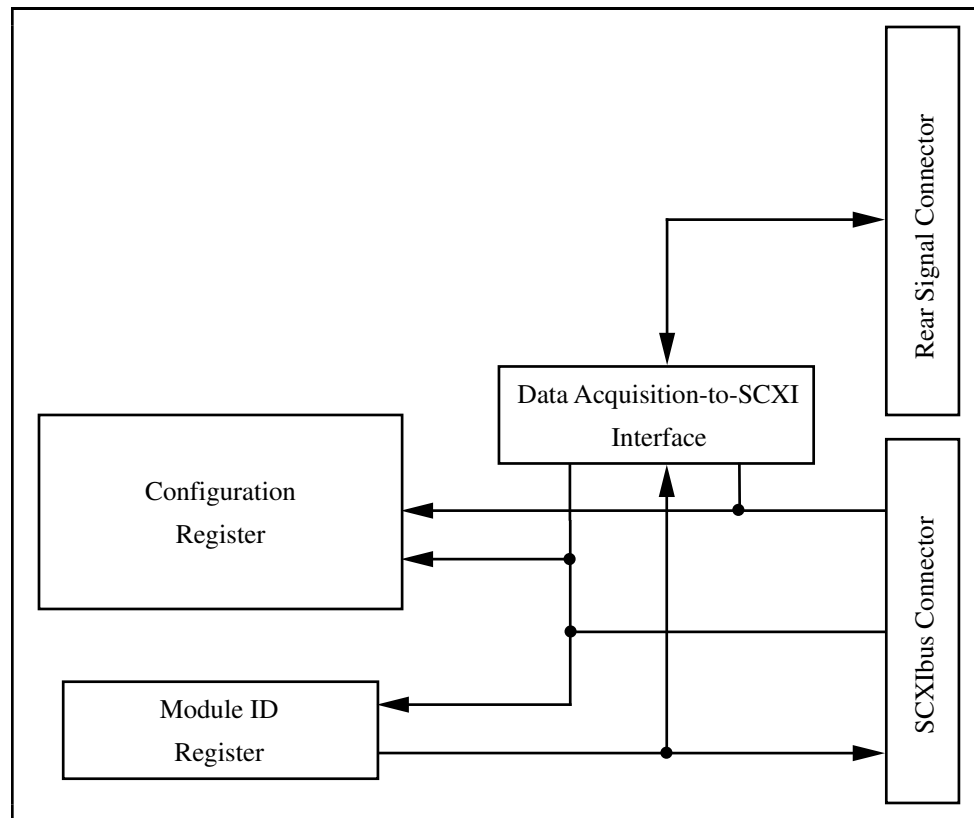 Rear Signal Connector
Data Acquisition-to-SCXI
Interface
Configuration
Register
SCXIbus Connector
Module ID
Register